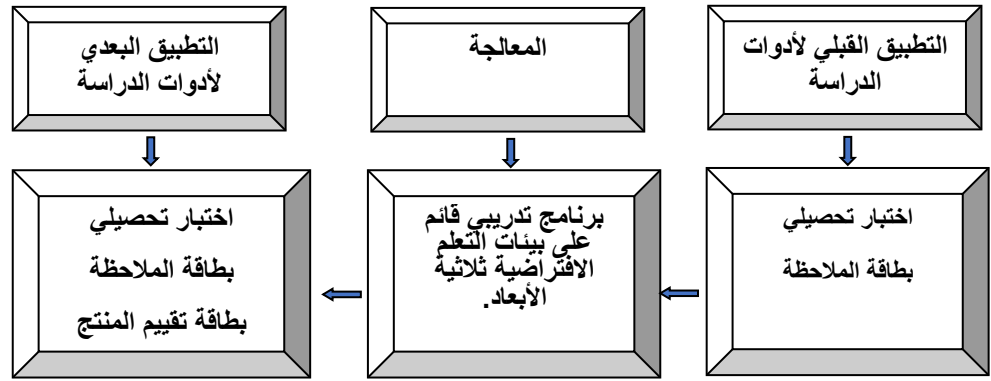 التطبيق القبلي لأدوات
الدراسة
المعالجة
التطبيق البعدي
لأدوات الدراسة
اختبار تحصيلي
بطاقة الملاحظة
برنامج تدريبي قائم
على بيئات التعلم
الافتراضية ثلاثية
الأبعاد.
اختبار تحصيلي
بطاقة الملاحظة
بطاقة تقييم المنتج